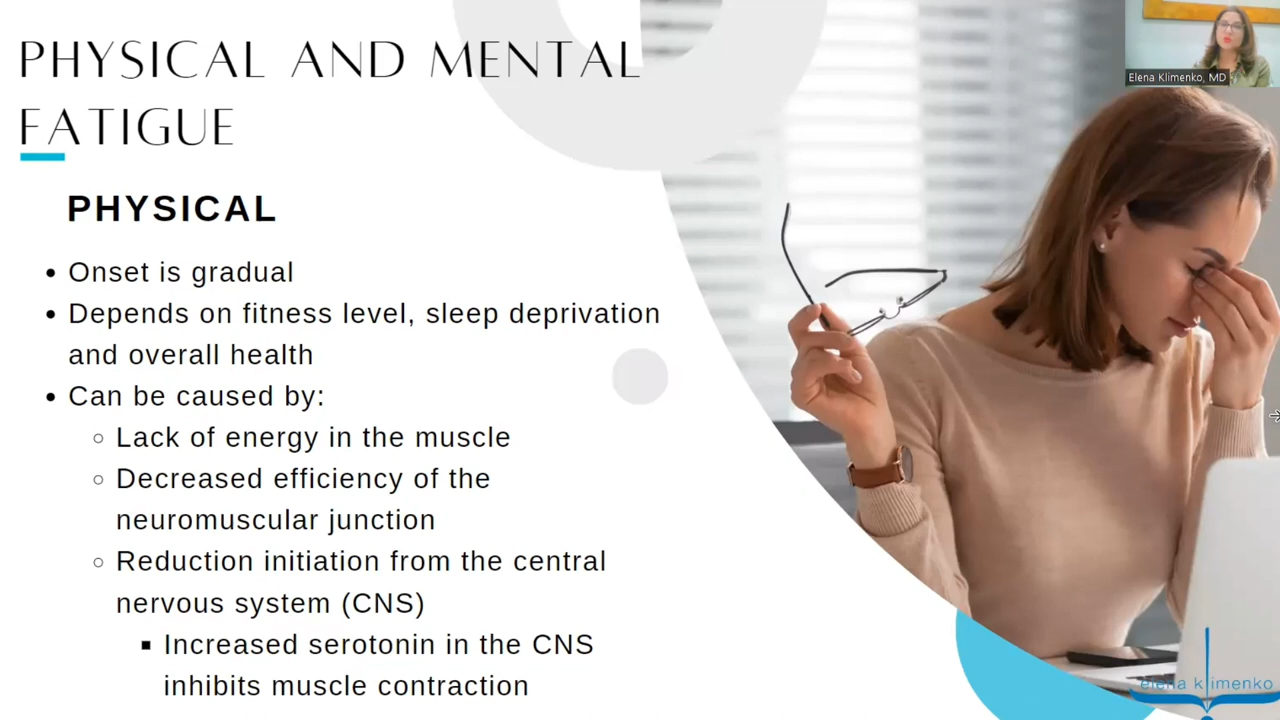 PHYSICAL AND MENTAL
FATIGUE
PHYSICAL
• Onset is gradual
• Depends on fitness level, sleep deprivation
and overall health
• Can be caused by:
○ Lack of energy in the muscle
○ Decreased efficiency of the
neuromuscular junction
○ Reduction initiation from the central
nervous system (CNS)
▪ Increased serotonin in the CNS
inhibits muscle contraction
Elena Klimenko, MD
elena klimenko